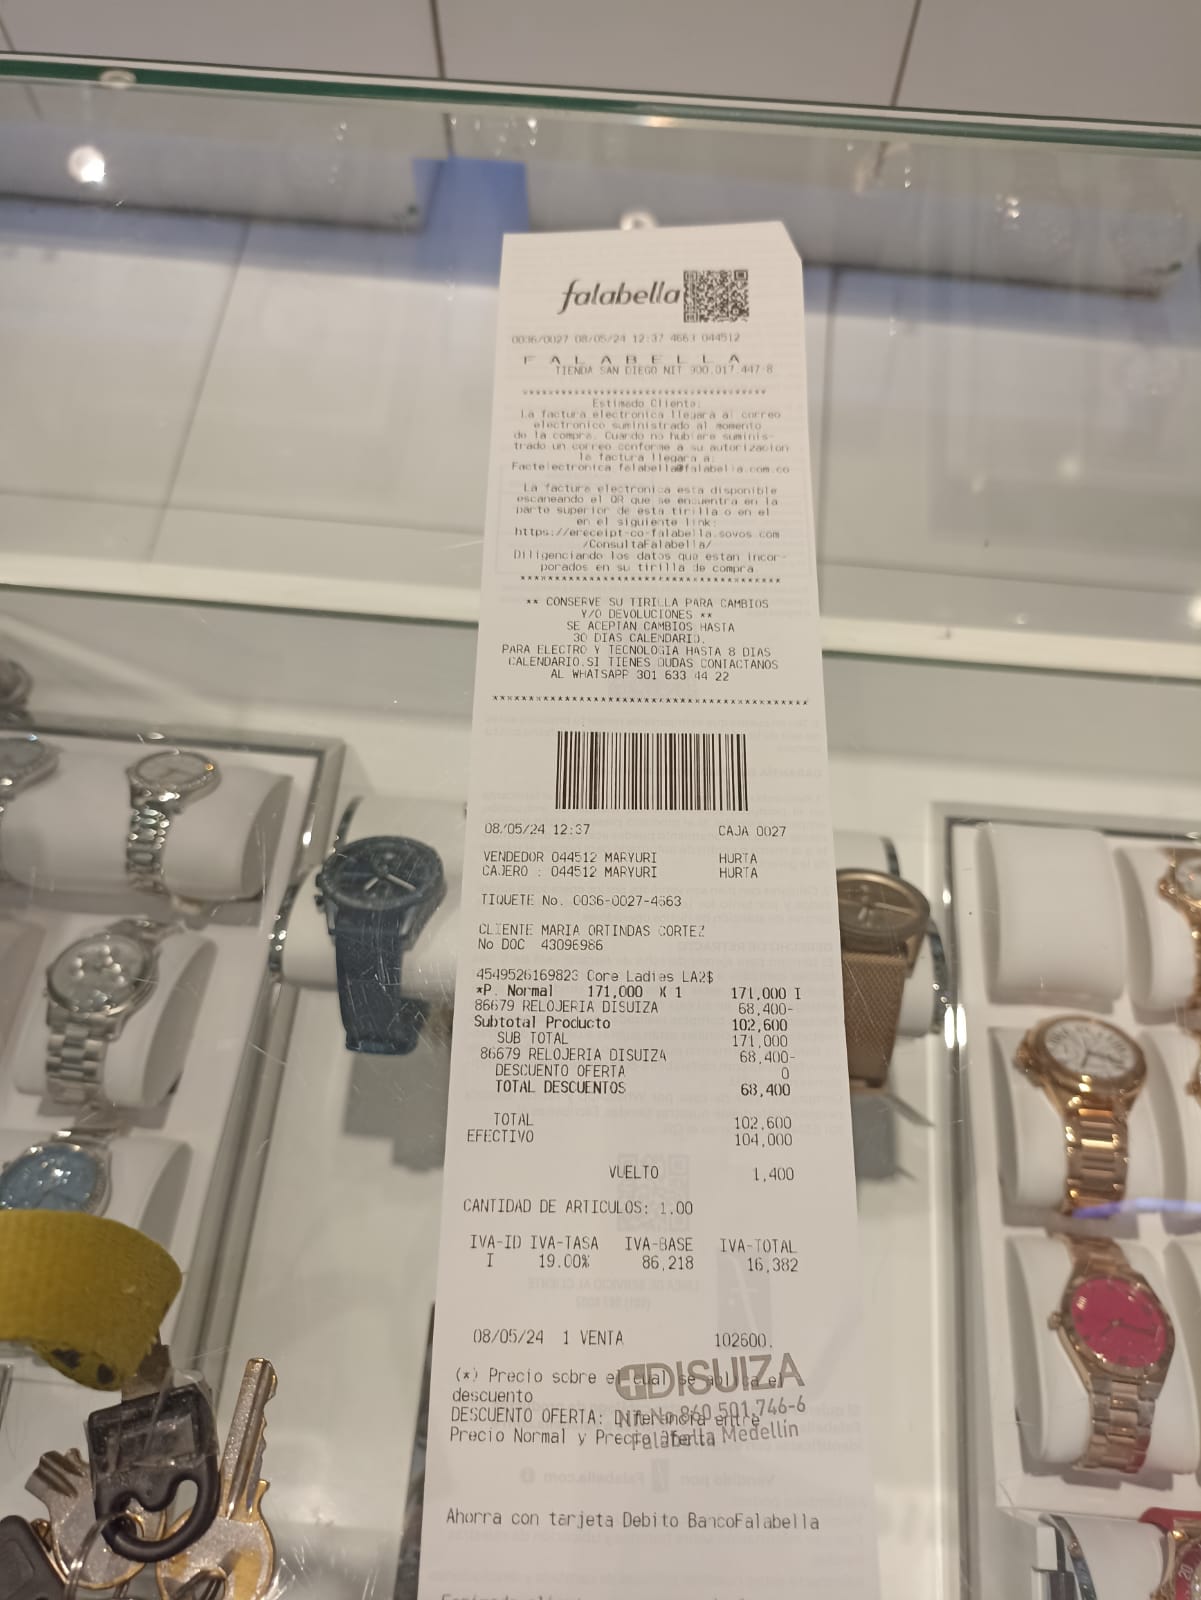 falabella
0036/0027 08/05/24 12:37 4663 044512
F A L A B E L L A
TIENDA SAN DIEGO NIT 900.017.447-8
Estimado Cliente:
La factura electronica llegara al correo
electronico suministrado al momento
de la compra. Cuando no hubiere suminis-
trado un correo conforme a su autorizacion
la factura llegara a:
Factelectronica.falabella@falabella.com.co
La factura electronica esta disponible
escaneando el QR que se encuentra en la
parte superior de esta tirilla o en el
en el siguiente link:
https://ereceipt-co-falabella.sovos.com
/ConsultaFalabella/
Diligenciando los datos que estan incor-
porados en su tirilla de compra.
** CONSERVE SU TIRILLA PARA CAMBIOS
Y/O DEVOLUCIONES **
SE ACEPTAN CAMBIOS HASTA
30 DIAS CALENDARIO.
PARA ELECTRO Y TECNOLOGIA HASTA 8 DIAS
CALENDARIO.SI TIENES DUDAS CONTACTANOS
AL WHATSAPP 301 633 44 22
08/05/24 12:37 CAJA 0027
VENDEDOR 044512 MARYURI HURTA
CAJERO : 044512 MARYURI HURTA
TIQUETE No. 0036-0027-4663
CLIENTE MARIA ORTINDAS CORTEZ
No DOC 43096986
4549526169823 Core Ladies LA2$
*P. Normal 171,000 X 1 171,000 I
86679 RELOJERIA DISUIZA 68,400-
Subtotal Producto 102,600
SUB TOTAL 171,000
86679 RELOJERIA DISUIZA 68,400-
DESCUENTO OFERTA 0
TOTAL DESCUENTOS 68,400
TOTAL 102,600
EFECTIVO 104,000
VUELTO 1,400
CANTIDAD DE ARTICULOS: 1.00
IVA-ID IVA-TASA IVA-BASE IVA-TOTAL
I 19.00% 86,218 16,382
08/05/24 1 VENTA 102600.
(*) Precio sobre el cual se aplica el
descuento
DESCUENTO OFERTA: Diferencia entre
Precio Normal y Precio Oferta
DISUIZA
Nit. No. 860.501.746-6
Falabella Medellín
Ahorra con tarjeta Debito BancoFalabella